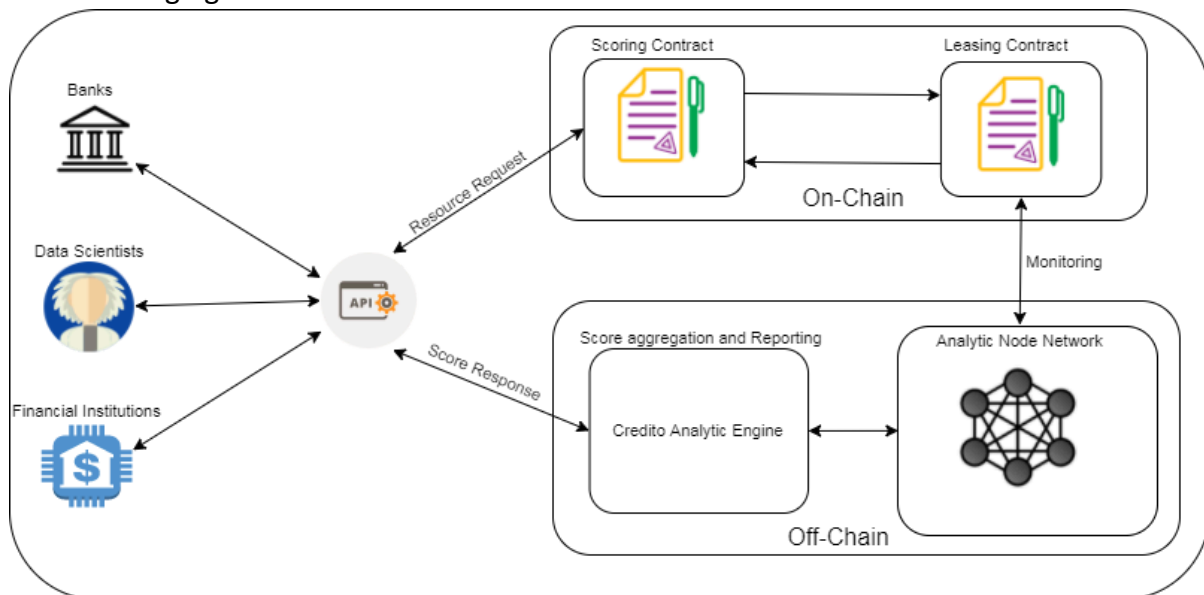 Scoring Contract
Leasing Contract
Banks
Resource Request
On-Chain
Data Scientists
API
Monitoring
Score aggregation and Reporting
Analytic Node Network
Score Response
Financial Institutions
Credito Analytic Engine
$
Off-Chain